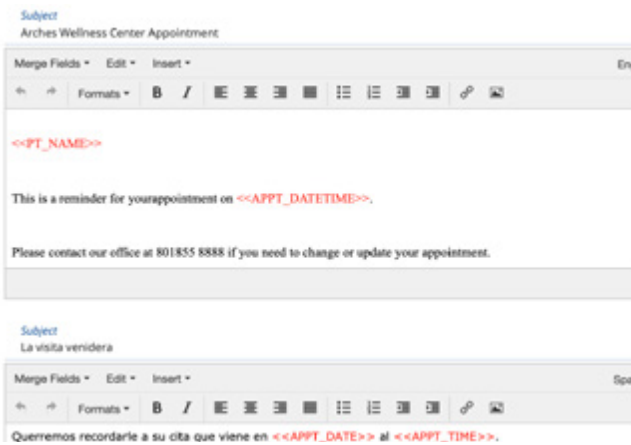 Subject
Arches Wellness Center Appointment
Merge Fields Edit Insert En
Formats B I
<<PT_NAME>>
This is a reminder for yourappointment on <<APPT_DATETIME>>.
Please contact our office at 801855 8888 if you need to change or update your appointment.
Subject
La visita venidera
Merge Fields Edit Insert Spa
Formats B I
Querremos recordarle a su cita que viene en <<APPT_DATE>> al <<APPT_TIME>>.